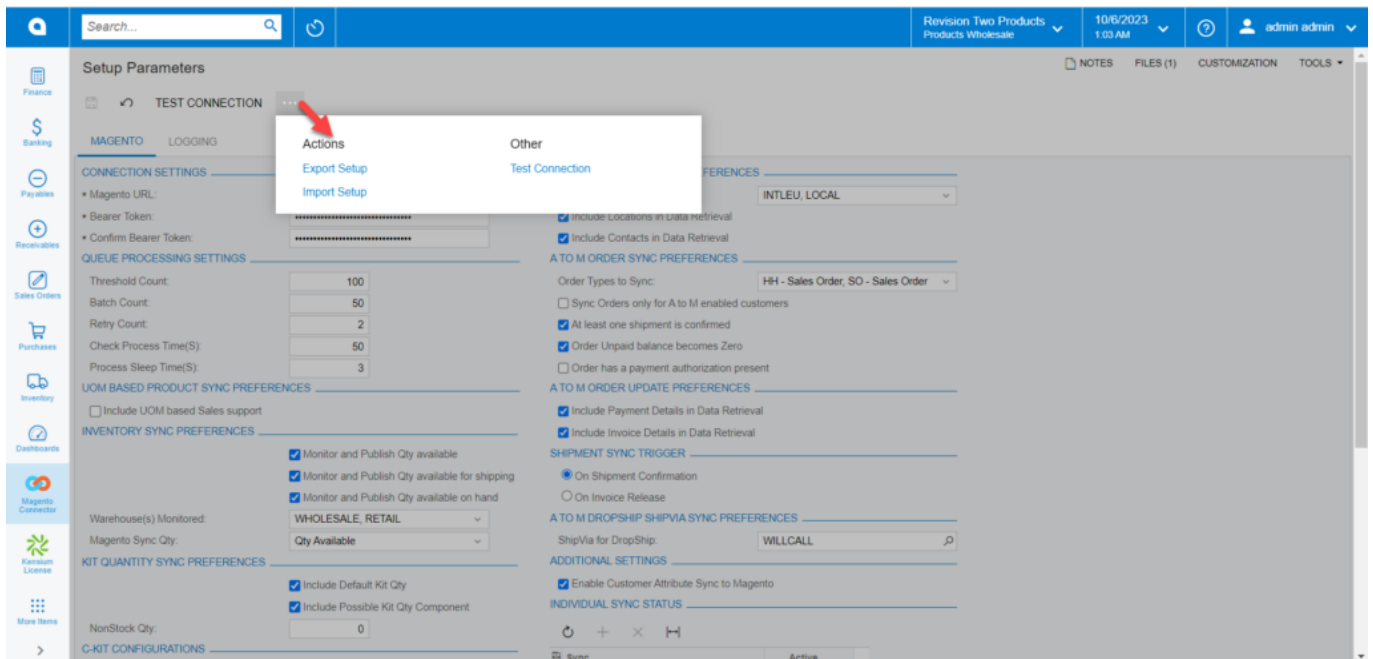 Search...
Revision Two Products
Products Wholesale
10/6/2023
1:03 AM
admin admin
Finance
Banking
Payables
Receivables
Sales Orders
Purchases
Inventory
Dashboards
Magento
Connector
Kensium
License
More Items
Setup Parameters
NOTES FILES (1) CUSTOMIZATION TOOLS
TEST CONNECTION ...
MAGENTO LOGGING
Actions
Export Setup
Import Setup
Other
Test Connection
CONNECTION SETTINGS
Magento URL:
Bearer Token:
Confirm Bearer Token:
QUEUE PROCESSING SETTINGS
Threshold Count: 100
Batch Count: 50
Retry Count: 2
Check Process Time(S): 50
Process Sleep Time(S): 3
UOM BASED PRODUCT SYNC PREFERENCES
Include UOM based Sales support
INVENTORY SYNC PREFERENCES
Monitor and Publish Qty available
Monitor and Publish Qty available for shipping
Monitor and Publish Qty available on hand
Warehouse(s) Monitored: WHOLESALE, RETAIL
Magento Sync Qty: Qty Available
KIT QUANTITY SYNC PREFERENCES
Include Default Kit Qty
Include Possible Kit Qty Component
NonStock Qty: 0
C-KIT CONFIGURATIONS
FERENCES
INTLEU, LOCAL
Include Locations in Data Retrieval
Include Contacts in Data Retrieval
A TO M ORDER SYNC PREFERENCES
Order Types to Sync: HH - Sales Order, SO - Sales Order
Sync Orders only for A to M enabled customers
At least one shipment is confirmed
Order Unpaid balance becomes Zero
Order has a payment authorization present
A TO M ORDER UPDATE PREFERENCES
Include Payment Details in Data Retrieval
Include Invoice Details in Data Retrieval
SHIPMENT SYNC TRIGGER
On Shipment Confirmation
On Invoice Release
A TO M DROPSHIP SHIPVIA SYNC PREFERENCES
ShipVia for DropShip: WILLCALL
ADDITIONAL SETTINGS
Enable Customer Attribute Sync to Magento
INDIVIDUAL SYNC STATUS
Sync Active